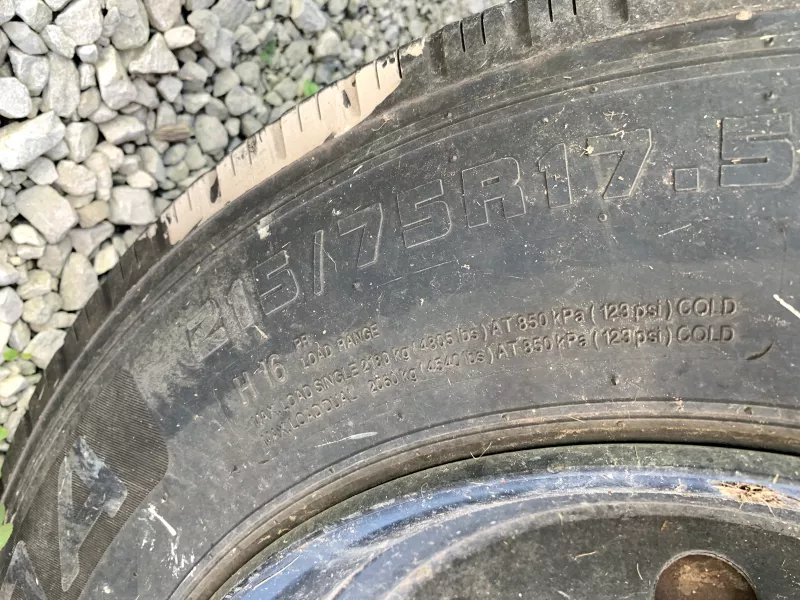 215/75R17.5
H 16 PR LOAD RANGE
MAX. LOAD SINGLE 2180 kg (4805 lbs) AT 850 kPa (123 psi) COLD
MAX. LOAD DUAL 2060 kg (4540 lbs) AT 850 kPa (123 psi) COLD